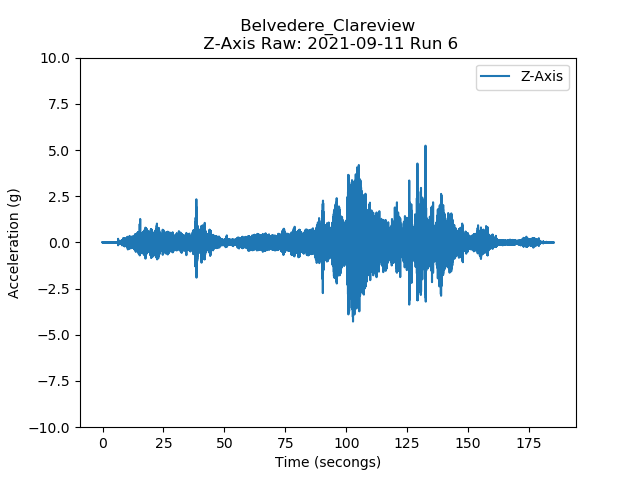 Belvedere_Clareview
Z-Axis Raw: 2021-09-11 Run 6
Z-Axis
10.0
7.5
5.0
2.5
0.0
−2.5
−5.0
−7.5
−10.0
Acceleration (g)
0 25 50 75 100 125 150 175
Time (secongs)